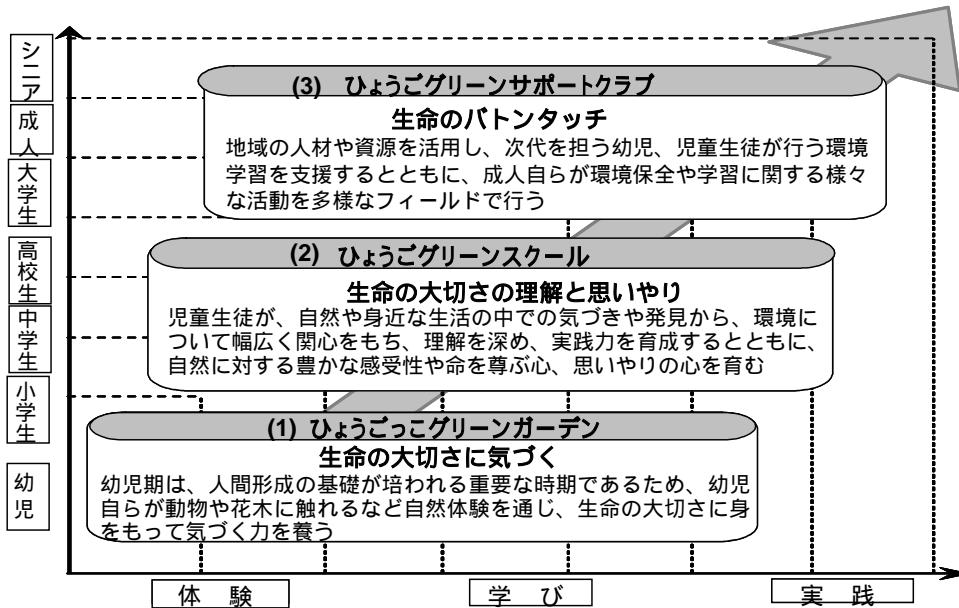 シニア
成人
大学生
高校生
中学生
小学生
幼児
(3) ひょうごグリーンサポートクラブ
生命のバトンタッチ
地域の人材や資源を活用し、次代を担う幼児、児童生徒が行う環境
学習を支援するとともに、成人自らが環境保全や学習に関する様々
な活動を多様なフィールドで行う
(2) ひょうごグリーンスクール
生命の大切さの理解と思いやり
児童生徒が、自然や身近な生活の中での気づきや発見から、環境に
ついて幅広く関心をもち、理解を深め、実践力を育成するとともに、
自然に対する豊かな感受性や命を尊ぶ心、思いやりの心を育む
(1) ひょうごっこグリーンガーデン
生命の大切さに気づく
幼児期は、人間形成の基礎が培われる重要な時期であるため、幼児
自らが動物や花木に触れるなど自然体験を通じ、生命の大切さに身
をもって気づく力を養う
体 験
学 び
実 践